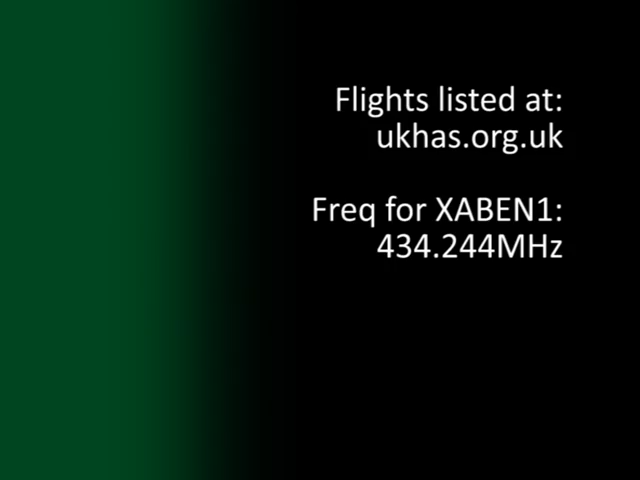 Flights listed at:
ukhas.org.uk
Freq for XABEN1:
434.244MHz